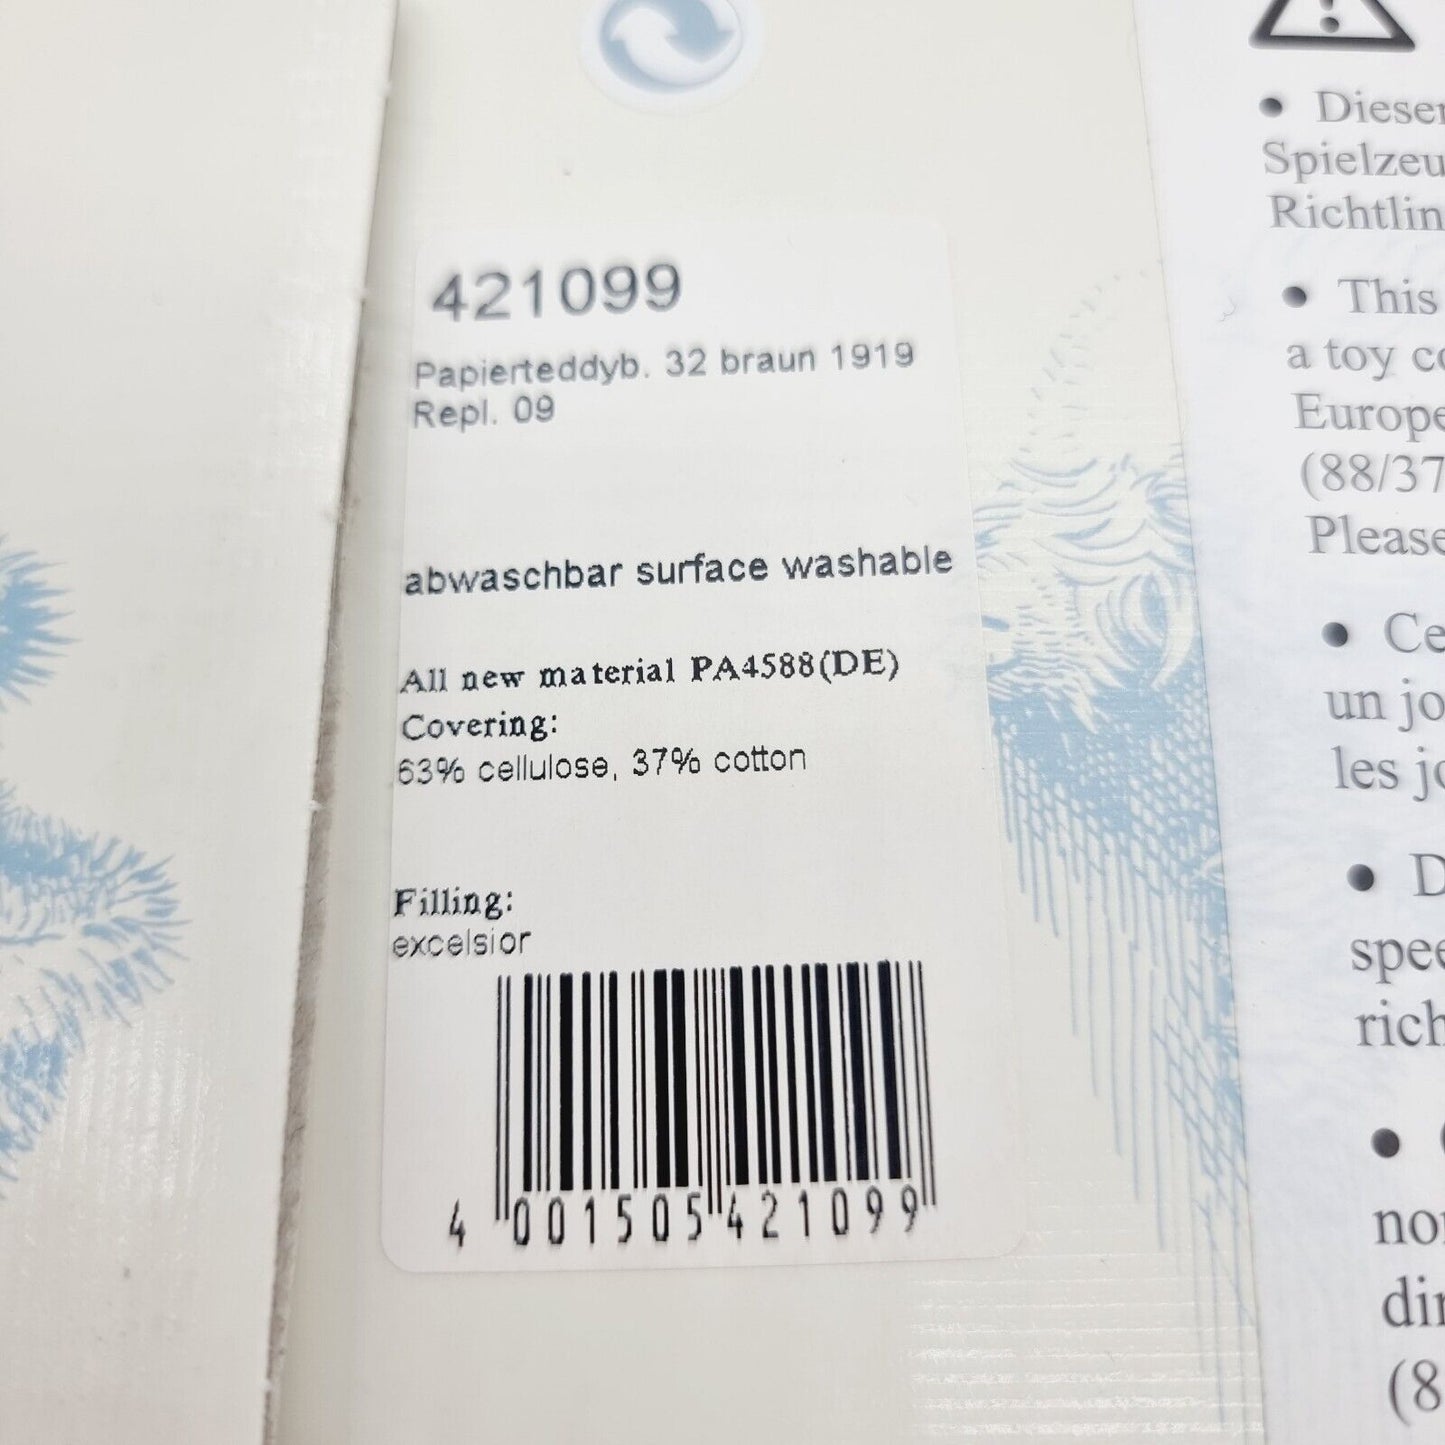 421099
Papierteddyb. 32 braun 1919
Repl. 09
abwaschbar surface washable
All new material PA4588(DE)
Covering:
63% cellulose, 37% cotton
Filling:
excelsior
4 001505 421099
• Dieser
Spielzeu
Richtlin
• This
a toy co
Europe
(88/37
Please
• Ce
un jo
les jo
• D
spee
rich
•
nor
dir
(8